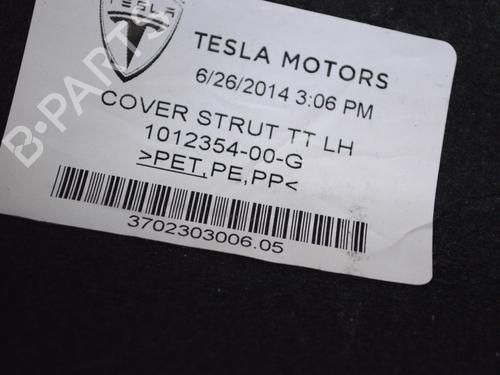 TESLA
TESLA MOTORS
6/26/2014 3:06 PM
COVER STRUT TT LH
1012354-00-G
>PET,PE,PP<
3702303006.05
B·PARTS